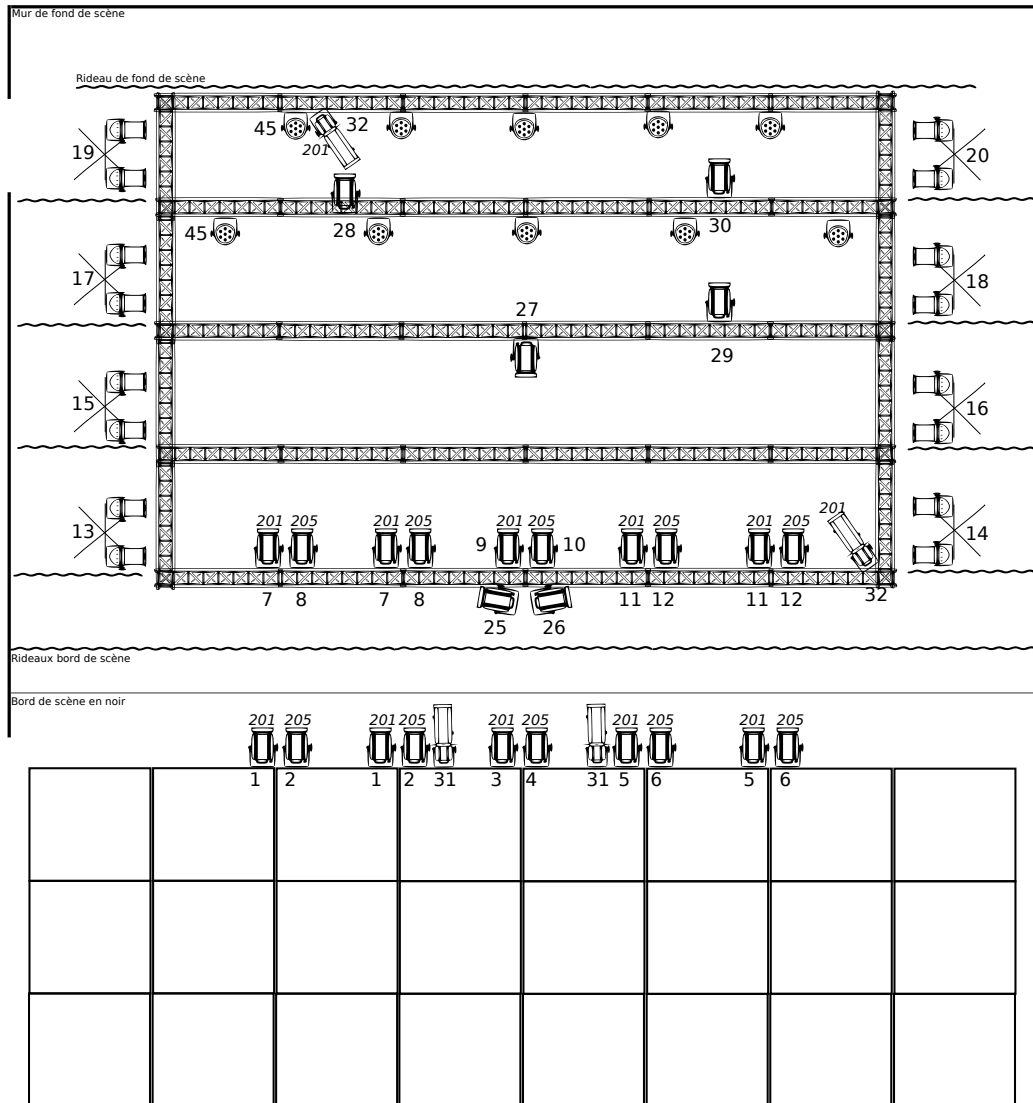 Mur de fond de scène
Rideau de fond de scène
45 32
201
19 20
28 30
45
17 18
27
29
15 16
201 205 201 205 201 205 201 205 201 205 201
13 9 10 14
7 8 7 8 11 12 11 12 32
25 26
Rideaux bord de scène
Bord de scène en noir
201 205 201 205 201 205 201 205 201 205
1 2 1 2 31 3 4 31 5 6 5 6